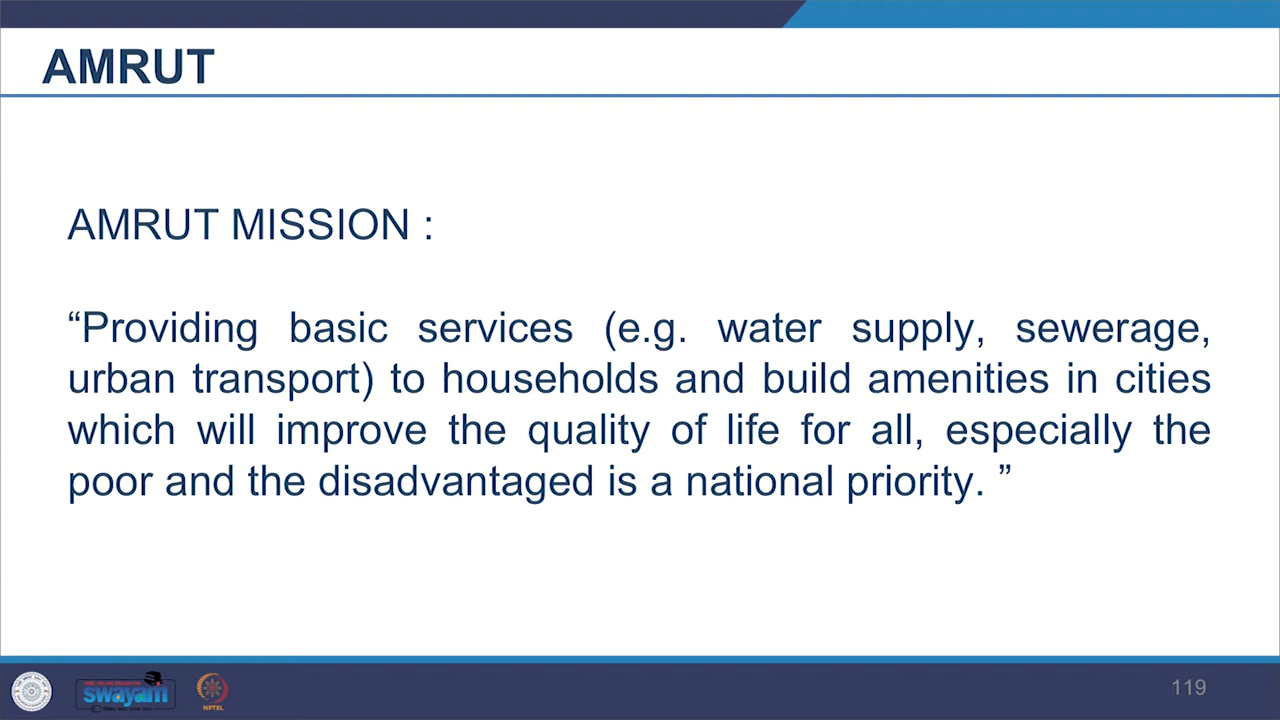 AMRUT
AMRUT MISSION :
“Providing basic services (e.g. water supply, sewerage,
urban transport) to households and build amenities in cities
which will improve the quality of life for all, especially the
poor and the disadvantaged is a national priority. ”
swayam
NPTEL
119